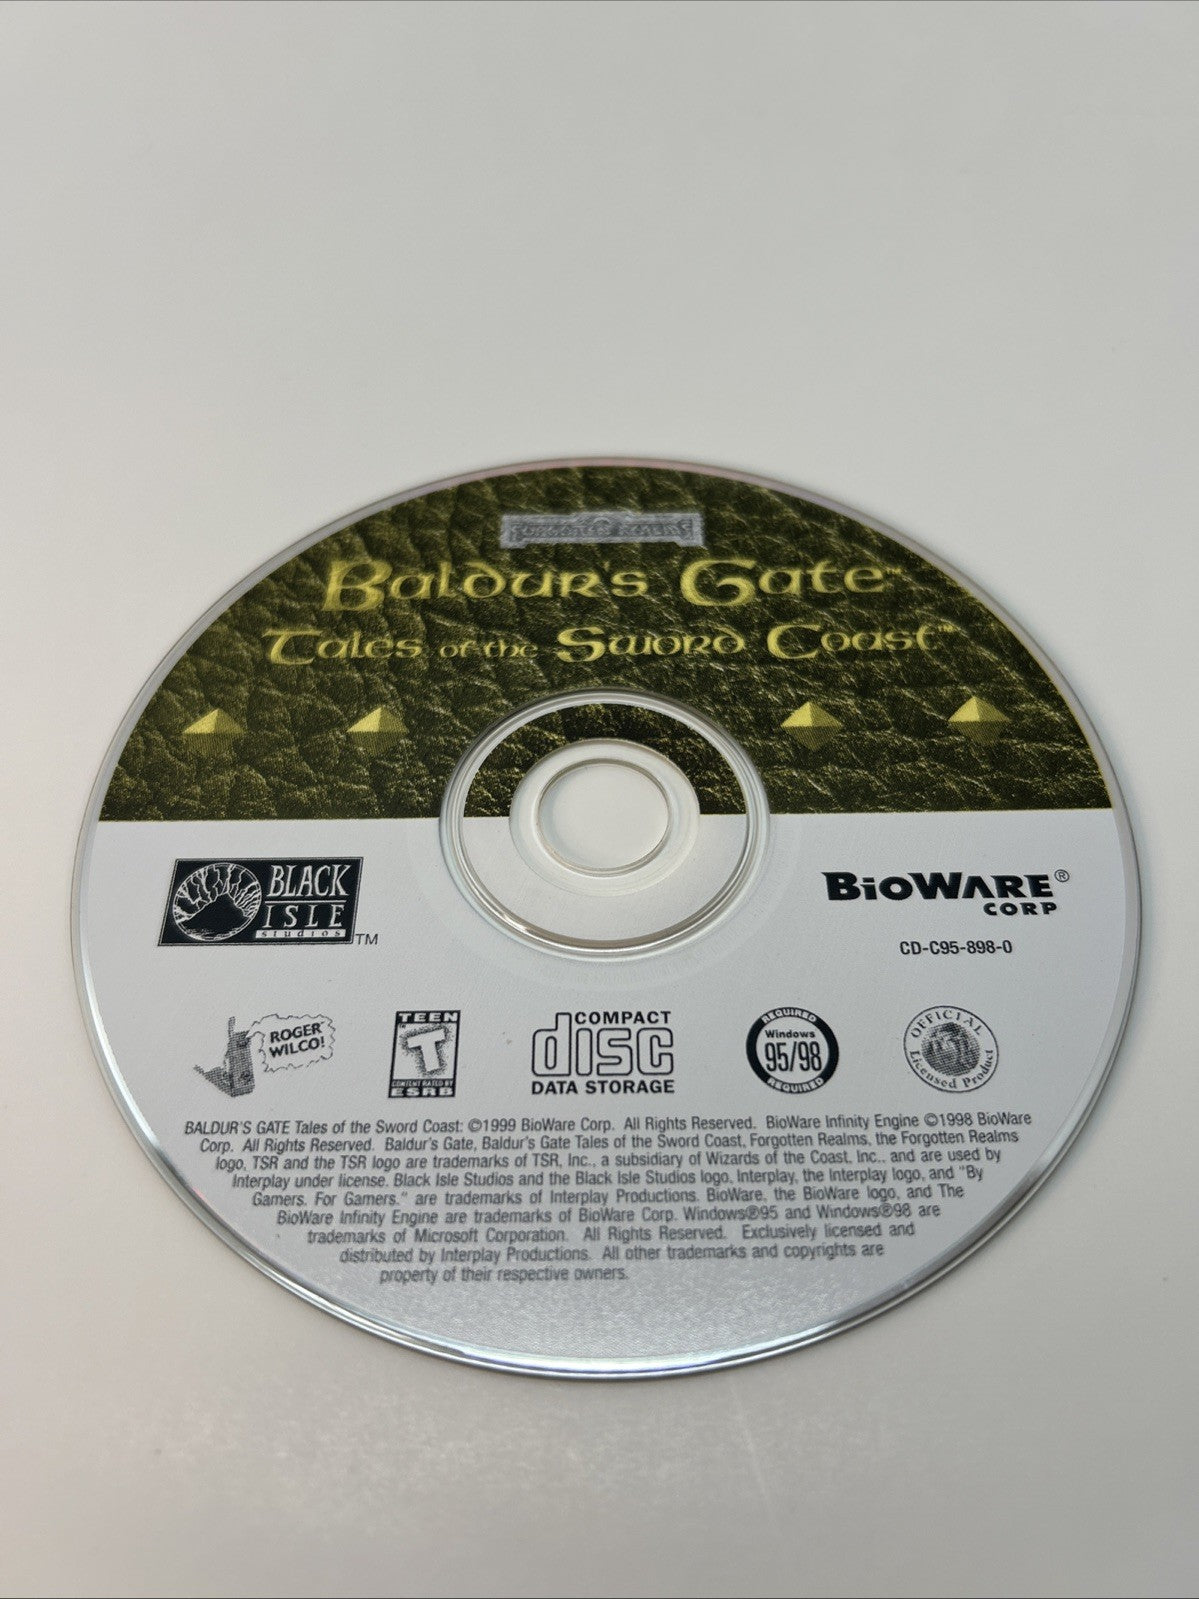 FORGOTTEN REALMS
BALDUR'S GATE™
TALES OF THE SWORD COAST™
BLACK
ISLE
studios
TM
BIOWARE®
CORP
CD-C95-898-0
ROGER
WILCO!
TEEN
T
CONTENT RATED BY
ESRB
COMPACT
disc
DATA STORAGE
REQUIRED
Windows
95/98
REQUIRED
OFFICIAL
Licensed Product
BALDUR'S GATE Tales of the Sword Coast: ©1999 BioWare Corp. All Rights Reserved. BioWare Infinity Engine ©1998 BioWare
Corp. All Rights Reserved. Baldur's Gate, Baldur's Gate Tales of the Sword Coast, Forgotten Realms, the Forgotten Realms
logo, TSR and the TSR logo are trademarks of TSR, Inc., a subsidiary of Wizards of the Coast, Inc., and are used by
Interplay under license. Black Isle Studios and the Black Isle Studios logo, Interplay, the Interplay logo, and "By
Gamers. For Gamers." are trademarks of Interplay Productions. BioWare, the BioWare logo, and The
BioWare Infinity Engine are trademarks of BioWare Corp. Windows®95 and Windows®98 are
trademarks of Microsoft Corporation. All Rights Reserved. Exclusively licensed and
distributed by Interplay Productions. All other trademarks and copyrights are
property of their respective owners.